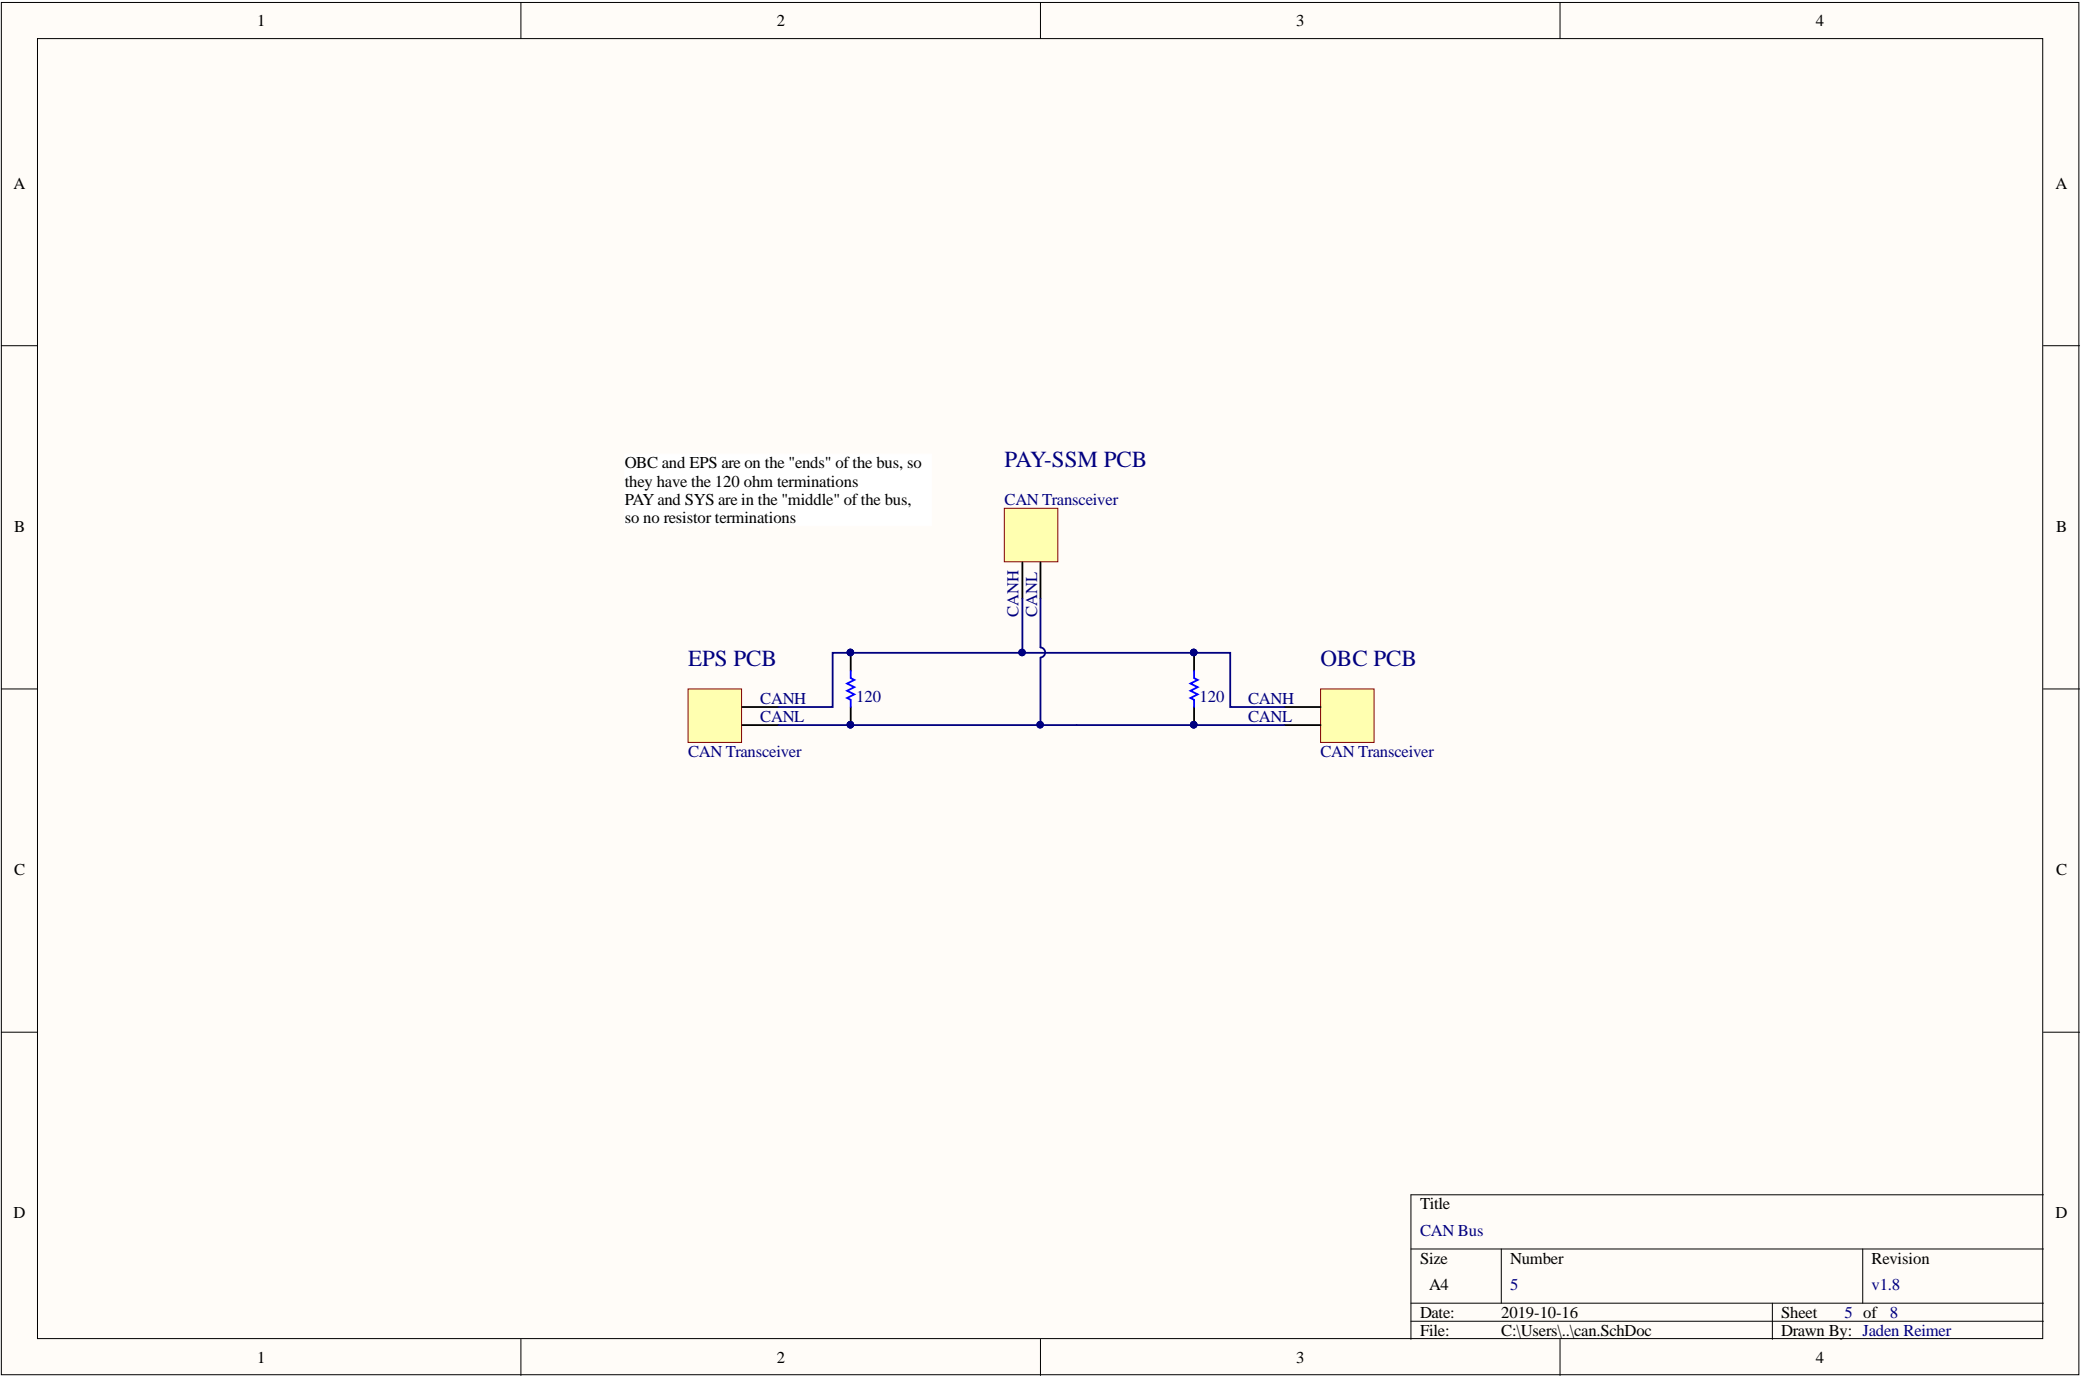 1 2 3 4
A A
OBC and EPS are on the "ends" of the bus, so
they have the 120 ohm terminations
PAY and SYS are in the "middle" of the bus,
so no resistor terminations
PAY-SSM PCB
CAN Transceiver
B B
CANH
CANL
EPS PCB
OBC PCB
CANH
CANL
120
120
CANH
CANL
CAN Transceiver
CAN Transceiver
C C
D D
Title
CAN Bus
Size Number Revision
A4 5 v1.8
Date: 2019-10-16 Sheet 5 of 8
File: C:\Users\..\can.SchDoc Drawn By: Jaden Reimer
1 2 3 4